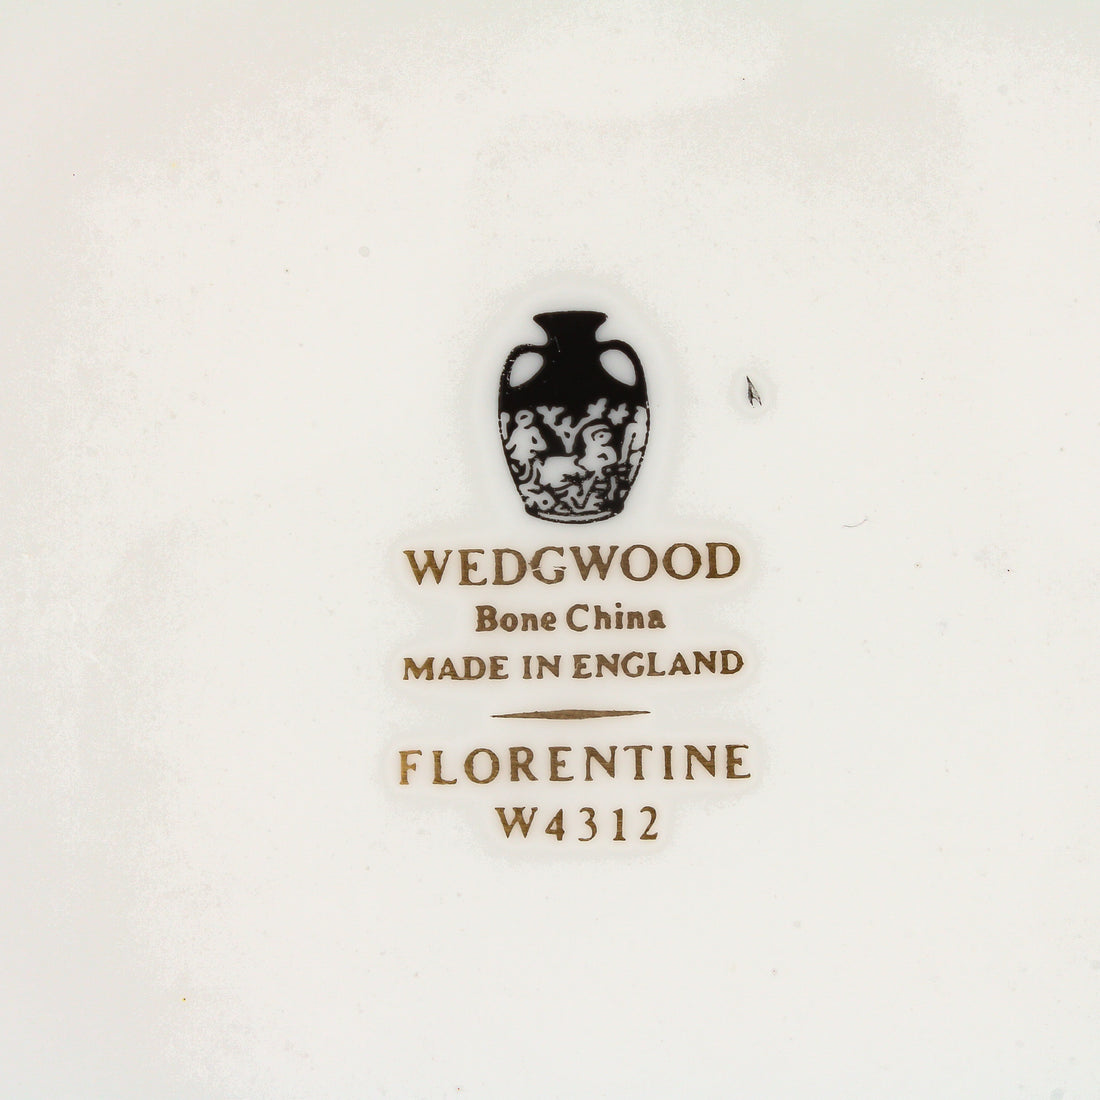 WEDGWOOD
Bone China
MADE IN ENGLAND
FLORENTINE
W4312